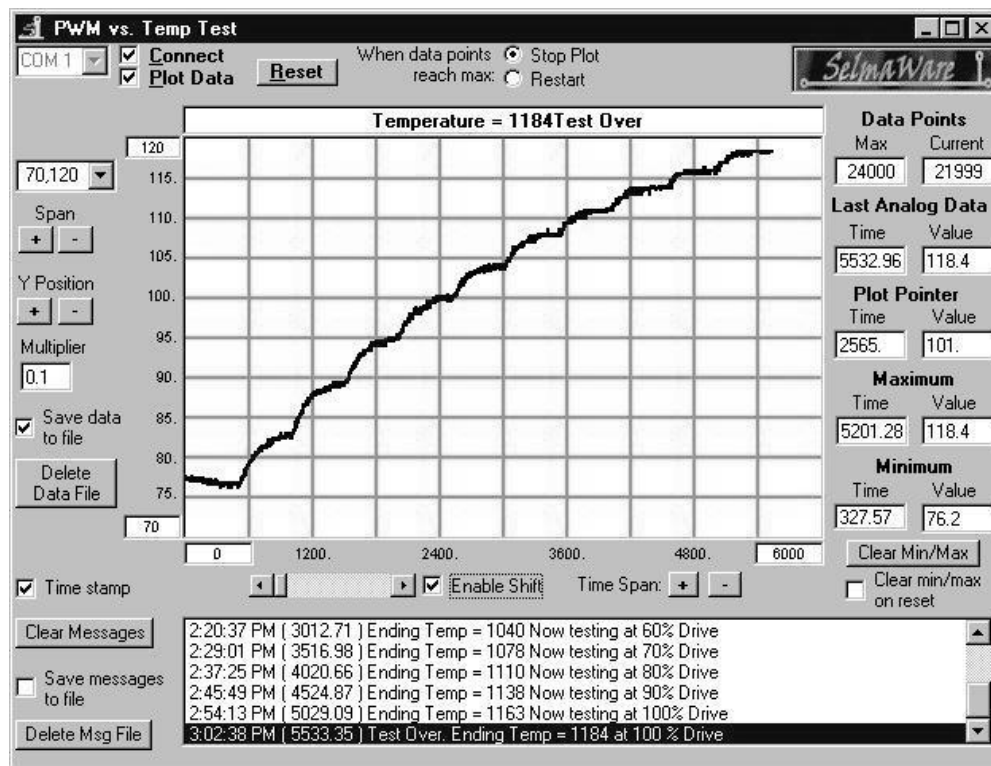 PWM vs. Temp Test
COM 1
Connect
Plot Data
Reset
When data points
reach max:
Stop Plot
Restart
SelmaWare
Temperature = 1184Test Over
70,120
Span
+ -
Y Position
+ -
Multiplier
0.1
Save data
to file
Delete
Data File
120
115.
110.
105.
100.
95.
90.
85.
80.
75.
70
0 1200. 2400. 3600. 4800. 6000
Data Points
Max Current
24000 21999
Last Analog Data
Time Value
5532.96 118.4
Plot Pointer
Time Value
2565. 101.
Maximum
Time Value
5201.28 118.4
Minimum
Time Value
327.57 76.2
Clear Min/Max
Clear min/max
on reset
Time stamp
Enable Shift
Time Span: + -
Clear Messages
Save messages
to file
Delete Msg File
2:20:37 PM ( 3012.71 ) Ending Temp = 1040 Now testing at 60% Drive
2:29:01 PM ( 3516.98 ) Ending Temp = 1078 Now testing at 70% Drive
2:37:25 PM ( 4020.66 ) Ending Temp = 1110 Now testing at 80% Drive
2:45:49 PM ( 4524.87 ) Ending Temp = 1138 Now testing at 90% Drive
2:54:13 PM ( 5029.09 ) Ending Temp = 1163 Now testing at 100% Drive
3:02:38 PM ( 5533.35 ) Test Over. Ending Temp = 1184 at 100 % Drive